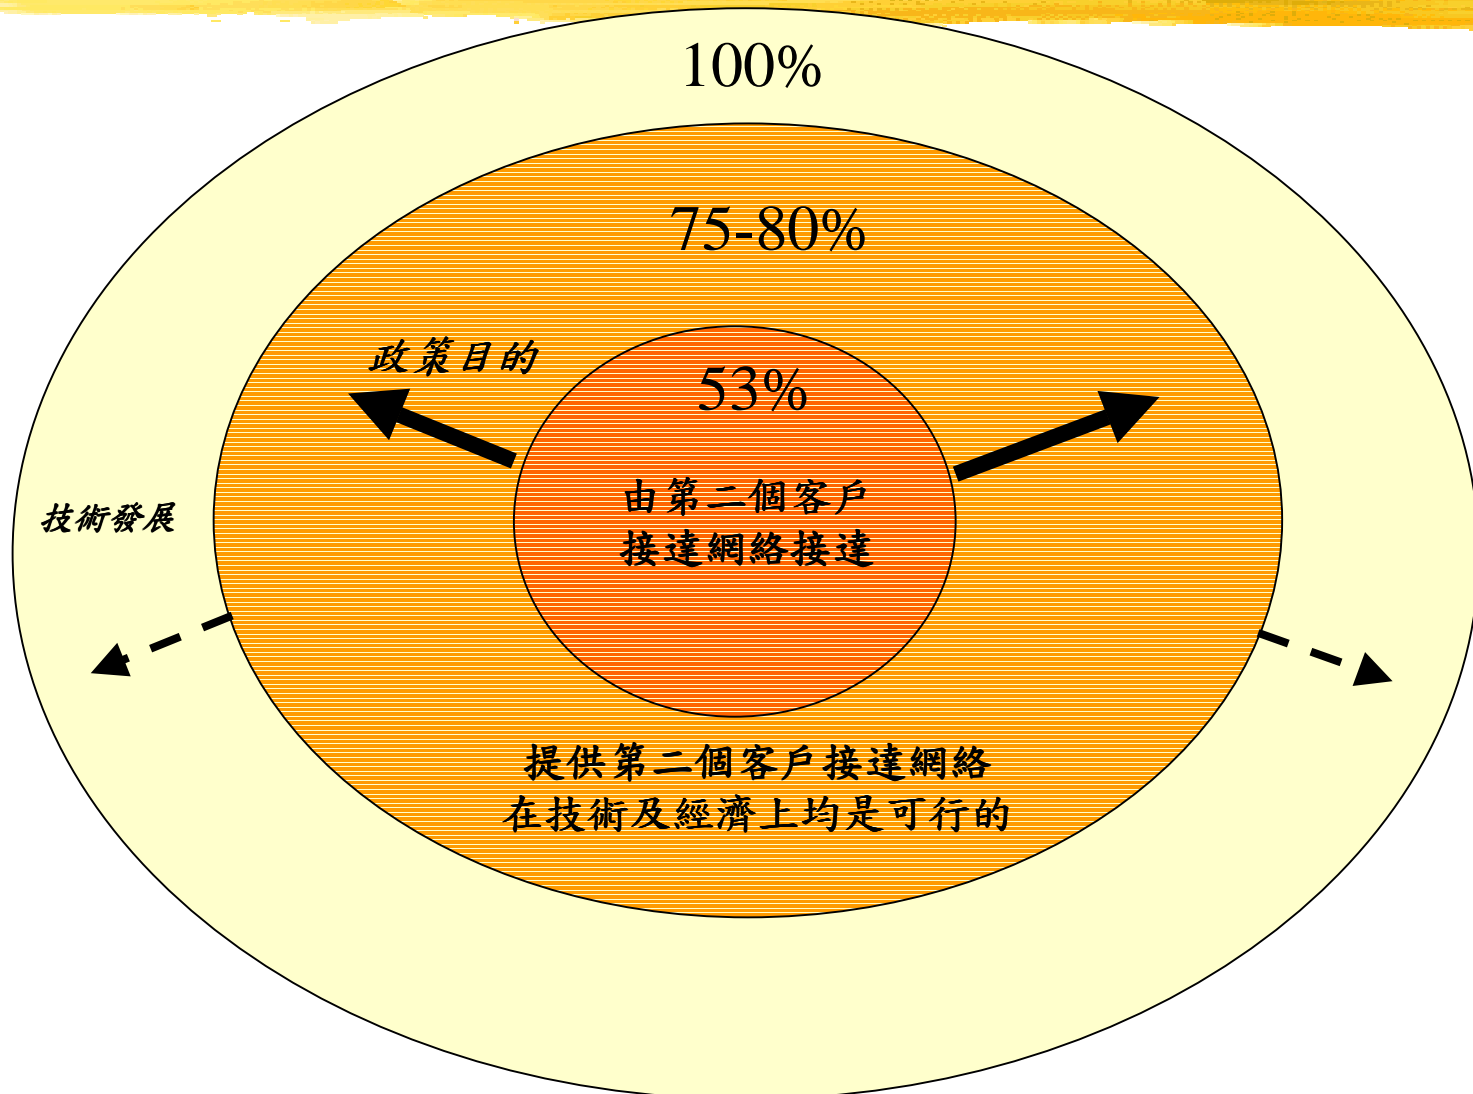 100%
75-80%
政策目的
53%
由第二個客戶
接達網絡接達
技術發展
提供第二個客戶接達網絡
在技術及經濟上均是可行的